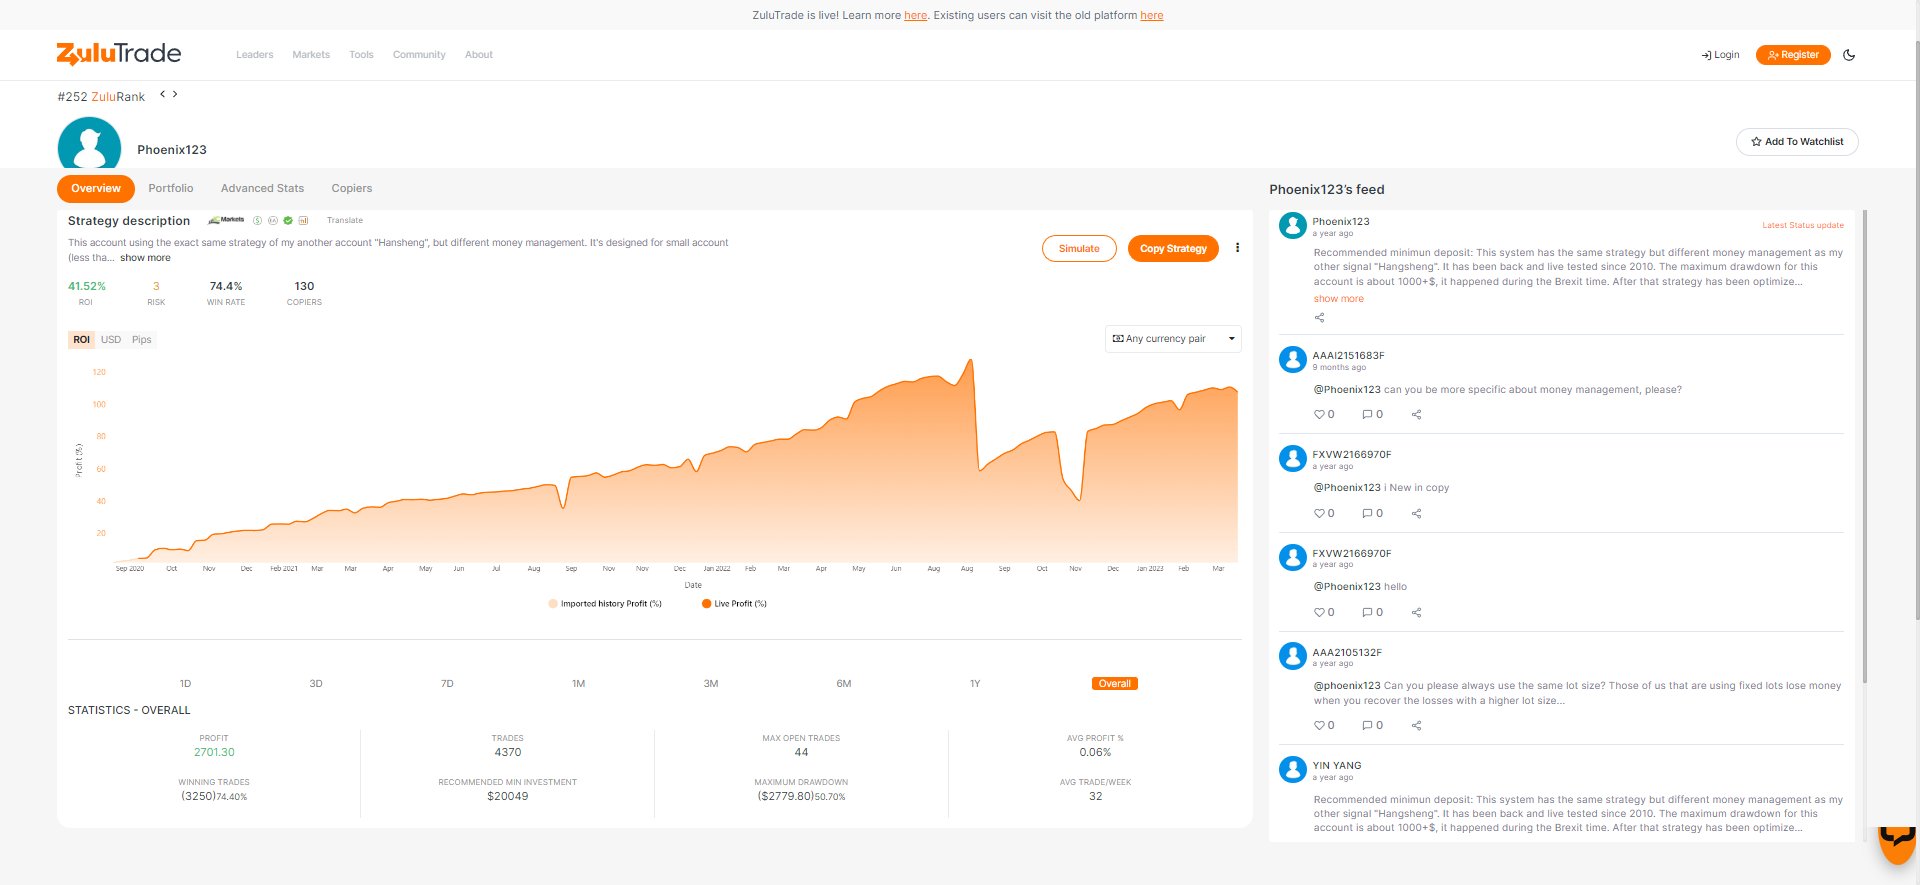 ZuluTrade is live! Learn more here. Existing users can visit the old platform here
ZuluTrade
Leaders
Markets
Tools
Community
About
Login
Register
#252 ZuluRank
Phoenix123
Add To Watchlist
Overview
Portfolio
Advanced Stats
Copiers
Strategy description
Markets
Translate
This account using the exact same strategy of my another account "Hansheng", but different money management. It's designed for small account
(less tha... show more
Simulate
Copy Strategy
41.52%
ROI
3
RISK
74.4%
WIN RATE
130
COPIERS
ROI
USD
Pips
Any currency pair
120
100
80
60
40
20
Profit (%)
Sep 2020 Oct Nov Dec Feb 2021 Mar Mar Apr May Jun Jul Aug Sep Nov Nov Dec Jan 2022 Feb Mar Apr May Jun Aug Aug Sep Oct Nov Dec Jan 2023 Feb Mar
Date
Imported history Profit (%)
Live Profit (%)
1D
3D
7D
1M
3M
6M
1Y
Overall
STATISTICS - OVERALL
PROFIT
2701.30
TRADES
4370
MAX OPEN TRADES
44
AVG PROFIT %
0.06%
WINNING TRADES
(3250)74.40%
RECOMMENDED MIN INVESTMENT
$20049
MAXIMUM DRAWDOWN
($2779.80)50.70%
AVG TRADE/WEEK
32
Phoenix123's feed
Phoenix123
a year ago
Latest Status update
Recommended minimun deposit: This system has the same strategy but different money management as my
other signal "Hangsheng". It has been back and live tested since 2010. The maximum drawdown for this
account is about 1000+$, it happened during the Brexit time. After that strategy has been optimize...
show more
AAAI2151683F
9 months ago
@Phoenix123 can you be more specific about money management, please?
0
0
FXVW2166970F
a year ago
@Phoenix123 i New in copy
0
0
FXVW2166970F
a year ago
@Phoenix123 hello
0
0
AAA2105132F
a year ago
@phoenix123 Can you please always use the same lot size? Those of us that are using fixed lots lose money
when you recover the losses with a higher lot size...
0
0
YIN YANG
a year ago
Recommended minimun deposit: This system has the same strategy but different money management as my
other signal "Hangsheng". It has been back and live tested since 2010. The maximum drawdown for this
account is about 1000+$, it happened during the Brexit time. After that strategy has been optimize...